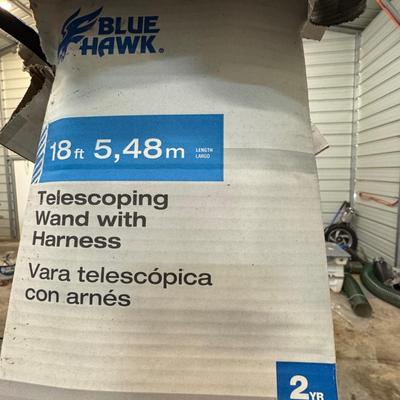 BLUE
HAWK®
18 ft 5,48 m LENGTH
LARGO
Telescoping
Wand with
Harness
Vara telescópica
con arnés
2 YR